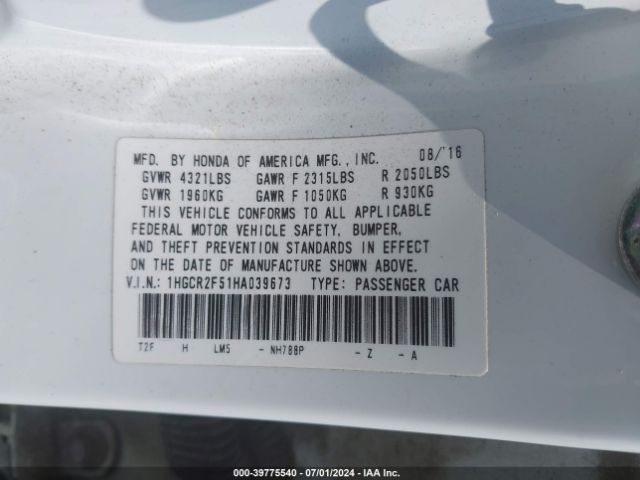 MFD. BY HONDA OF AMERICA MFG., INC. 08/'16
GVWR 4321LBS GAWR F 2315LBS R 2050LBS
GVWR 1960KG GAWR F 1050KG R 930KG
THIS VEHICLE CONFORMS TO ALL APPLICABLE
FEDERAL MOTOR VEHICLE SAFETY, BUMPER,
AND THEFT PREVENTION STANDARDS IN EFFECT
ON THE DATE OF MANUFACTURE SHOWN ABOVE.
V.I.N.: 1HGCR2F51HA039673 TYPE: PASSENGER CAR
T2F H LM5 - NH788P - Z - A
000-39775540 - 07/01/2024 - IAA Inc.